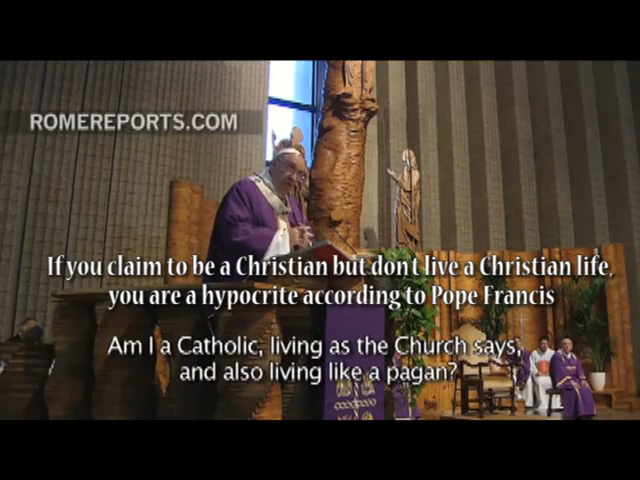 ROMEREPORTS.COM
If you claim to be a Christian but don't live a Christian life,
you are a hypocrite according to Pope Francis
Am I a Catholic, living as the Church says,
and also living like a pagan?